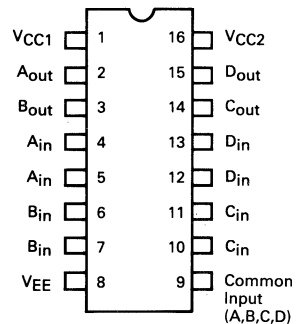 VCC1 1 16 VCC2
Aout 2 15 Dout
Bout 3 14 Cout
Ain 4 13 Din
Ain 5 12 Din
Bin 6 11 Cin
Bin 7 10 Cin
VEE 8 9 Common
Input
(A,B,C,D)